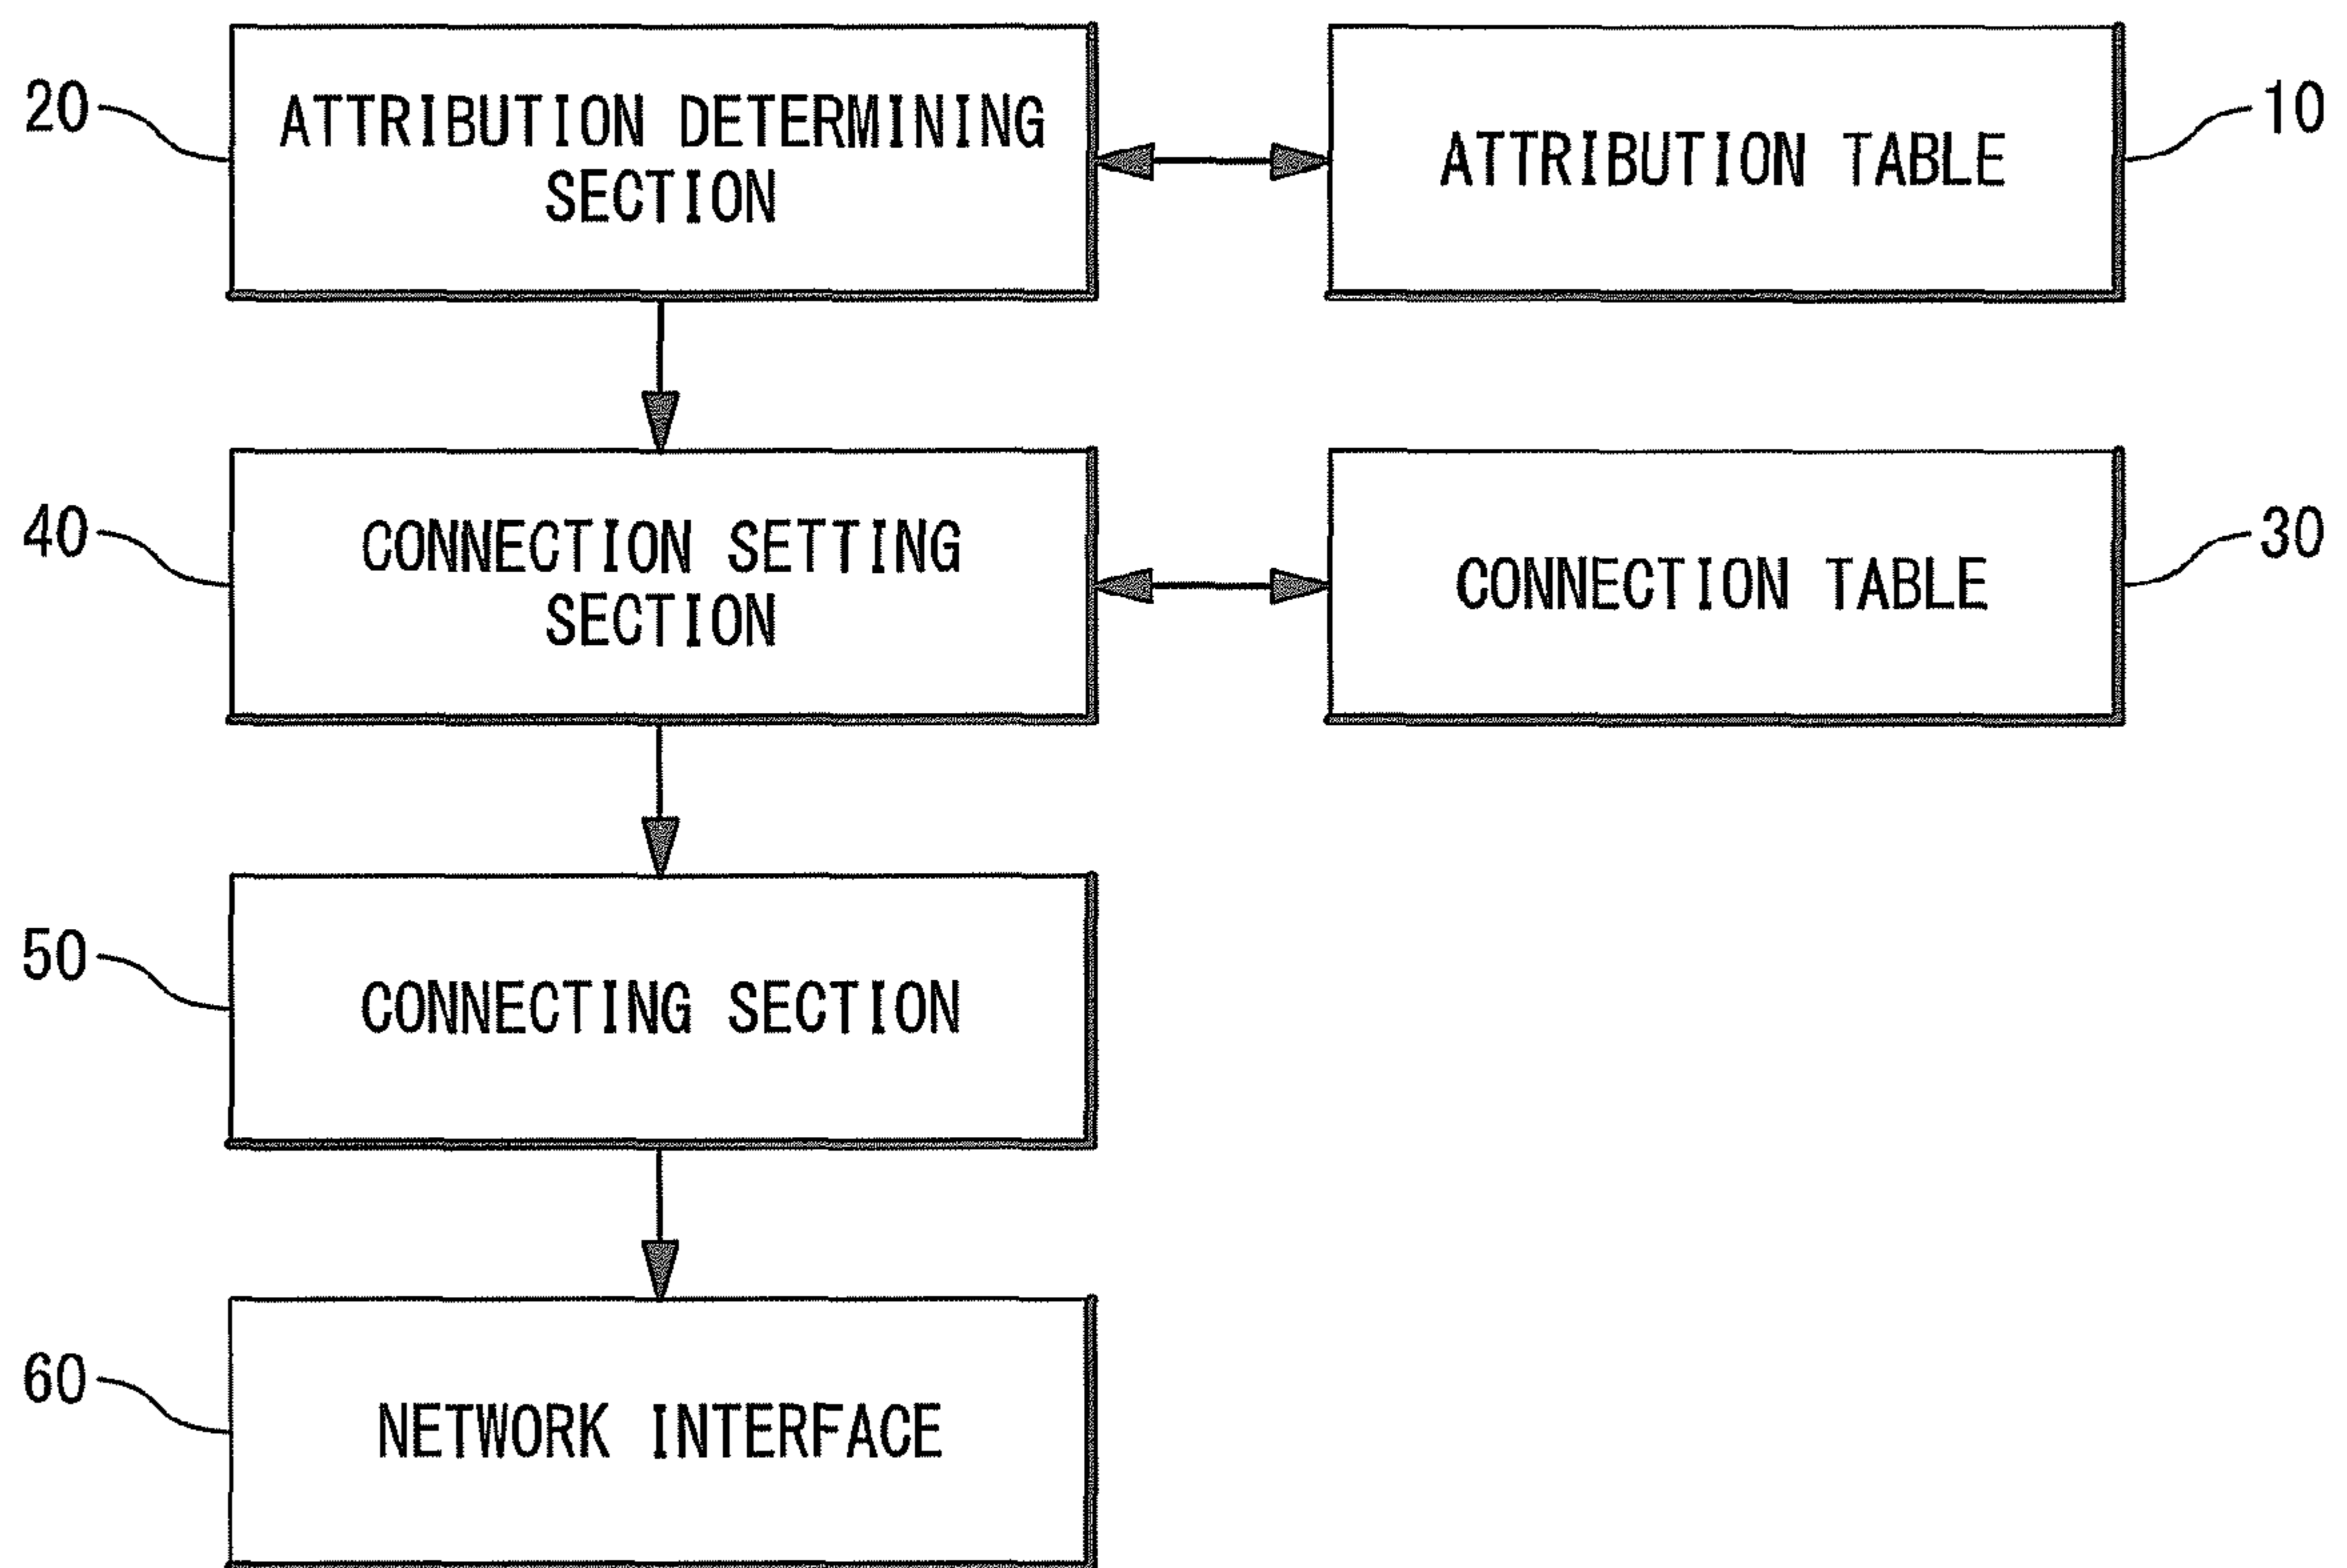 20
ATTRIBUTION DETERMINING
SECTION
ATTRIBUTION TABLE
10
40
CONNECTION SETTING
SECTION
CONNECTION TABLE
30
50
CONNECTING SECTION
60
NETWORK INTERFACE